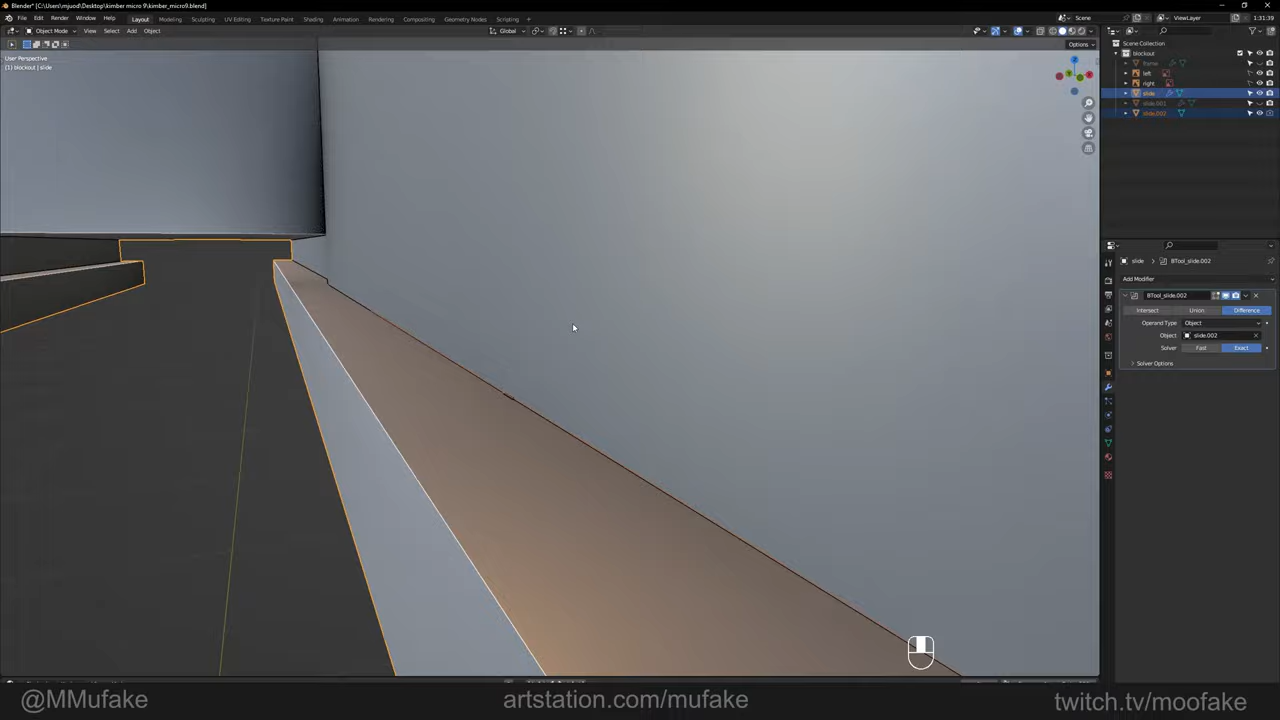 Blender* [C:\Users\mjuod\Desktop\kimber micro 9\kimber_micro9.blend]
File Edit Render Window Help Layout Modeling Sculpting UV Editing Texture Paint Shading Animation Rendering Compositing Geometry Nodes Scripting Scene ViewLayer
1:31:39
Object Mode View Select Add Object Global
Options
User Perspective
(1) blockout | slide
Scene Collection
blockout
frame
left
right
slide
slide.001
slide.002
slide > BTool_slide.002
Add Modifier
BTool_slide.002
Intersect Union Difference
Operand Type Object
Object slide.002
Solver Fast Exact
Solver Options
@MMufake artstation.com/mufake twitch.tv/moofake